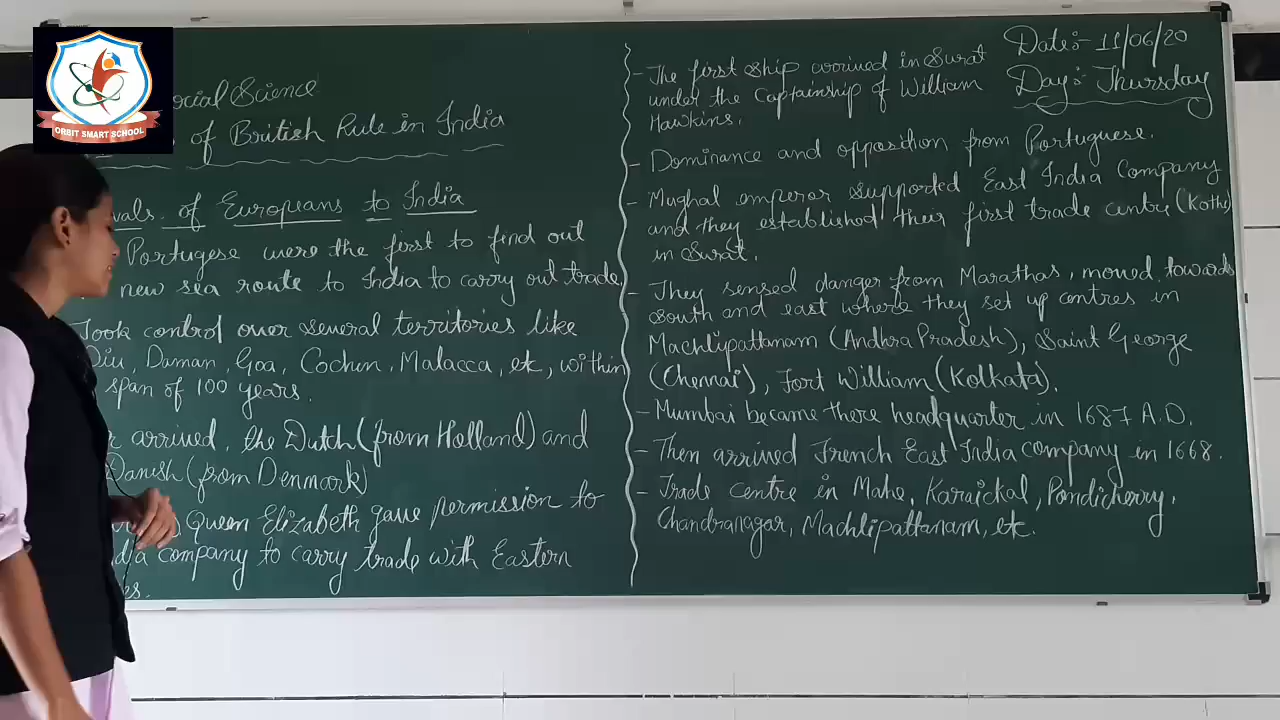 ORBIT SMART SCHOOL
ocial Science
of British Rule in India
vals of Europeans to India
Portugese were the first to find out
new sea route to India to carry out trade
Took control over several territories like
Diu, Daman, Goa, Cochin, Malacca, etc, within
span of 100 years.
r arrived, the Dutch (from Holland) and
Danish (from Denmark)
Queen Elizabeth gave permission to
dia company to carry trade with Eastern
es.
Date:- 11/06/20
Day:- Thursday
- The first ship arrived in Surat
under the Captainship of William
Hawkins.
- Dominance and opposition from Portuguese.
- Mughal emperor supported East India Company
and they established their first trade centre (Kothi)
in Surat.
- They sensed danger from Marathas, moved towards
south and east where they set up centres in
Machlipattanam (Andhra Pradesh), Saint George
(Chennai), Fort William (Kolkata).
- Mumbai became there headquarter in 1687 A.D.
- Then arrived French East India company in 1668.
- Trade centre in Mahe, Karaickal, Pondicherry,
Chandranagar, Machlipattanam, etc.